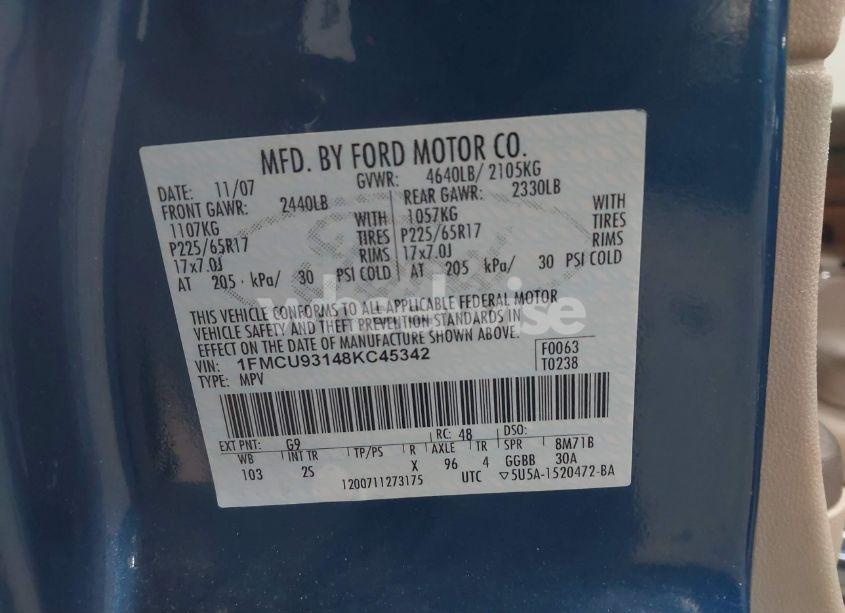 MFD. BY FORD MOTOR CO.
DATE: 11/07 GVWR: 4640LB/ 2105KG
FRONT GAWR: 2440LB REAR GAWR: 2330LB
1107KG WITH 1057KG WITH
P225/65R17 TIRES P225/65R17 TIRES
17x7.0J RIMS 17x7.0J RIMS
AT 205 kPa/ 30 PSI COLD AT 205 kPa/ 30 PSI COLD
THIS VEHICLE CONFORMS TO ALL APPLICABLE FEDERAL MOTOR
VEHICLE SAFETY AND THEFT PREVENTION STANDARDS IN
EFFECT ON THE DATE OF MANUFACTURE SHOWN ABOVE.
VIN: 1FMCU93148KC45342 F0063
TYPE: MPV T0238
EXT PNT: G9 RC: 48 DSO:
WB INT TR TP/PS R AXLE TR SPR 8M71B
103 2S X 96 4 GGBB 30A
1200711273175 UTC ▽5U5A-1520472-BA